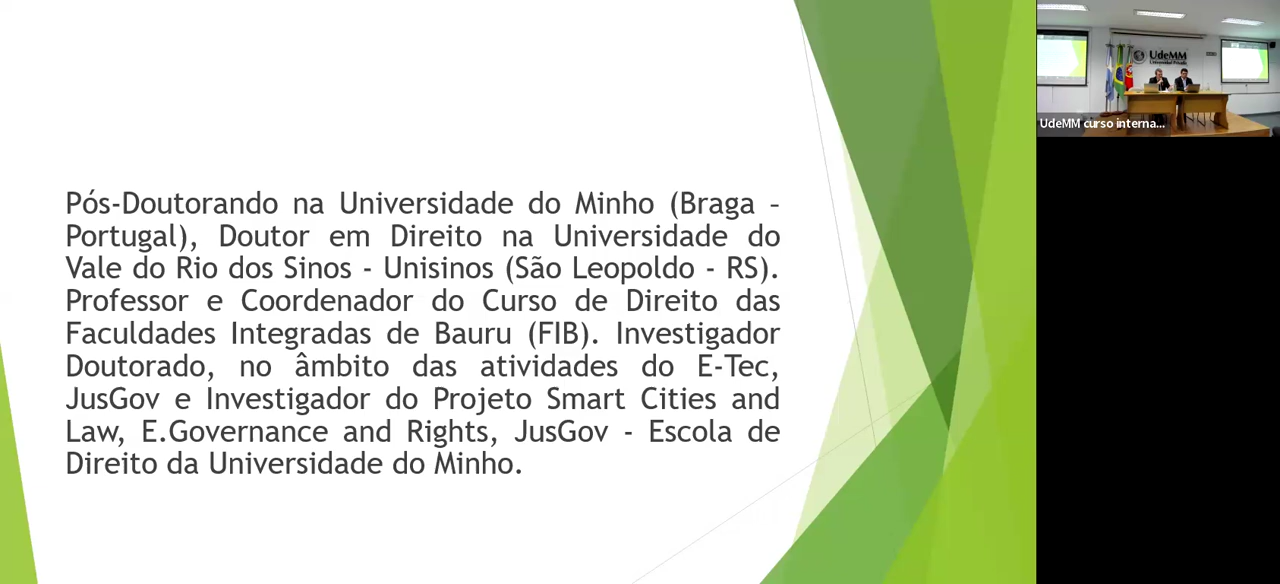 Pós-Doutorando na Universidade do Minho (Braga –
Portugal), Doutor em Direito na Universidade do
Vale do Rio dos Sinos - Unisinos (São Leopoldo - RS).
Professor e Coordenador do Curso de Direito das
Faculdades Integradas de Bauru (FIB). Investigador
Doutorado, no âmbito das atividades do E-Tec,
JusGov e Investigador do Projeto Smart Cities and
Law, E.Governance and Rights, JusGov - Escola de
Direito da Universidade do Minho.
UdeMM
Universidad Privada
UdeMM curso interna...